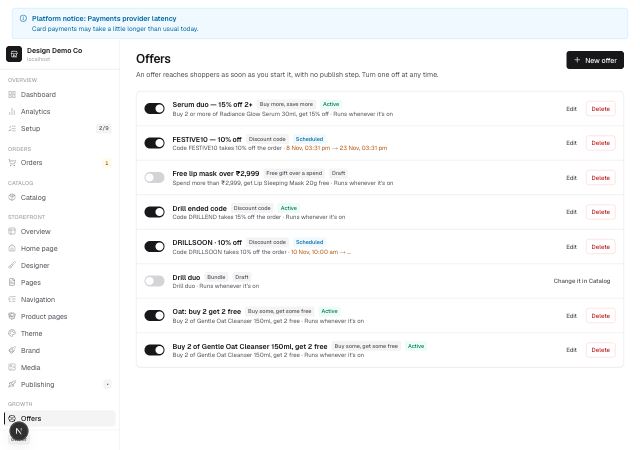 Platform notice: Payments provider latency
Card payments may take a little longer than usual today.
Design Demo Co
localhost
OVERVIEW
Dashboard
Analytics
Setup 2/9
ORDERS
Orders 1
CATALOG
Catalog
STOREFRONT
Overview
Home page
Designer
Pages
Navigation
Product pages
Theme
Brand
Media
Publishing
GROWTH
Offers
N
Offers
+ New offer
An offer reaches shoppers as soon as you start it, with no publish step. Turn one off at any time.
Serum duo — 15% off 2+ Buy more, save more Active
Buy 2 or more of Radiance Glow Serum 30ml, get 15% off · Runs whenever it's on
Edit Delete
FESTIVE10 — 10% off Discount code Scheduled
Code FESTIVE10 takes 10% off the order · 8 Nov, 03:31 pm → 23 Nov, 03:31 pm
Edit Delete
Free lip mask over ₹2,999 Free gift over a spend Draft
Spend more than ₹2,999, get Lip Sleeping Mask 20g free · Runs whenever it's on
Edit Delete
Drill ended code Discount code Active
Code DRILLEND takes 15% off the order · Runs whenever it's on
Edit Delete
DRILLSOON · 10% off Discount code Scheduled
Code DRILLSOON takes 10% off the order · 10 Nov, 10:00 am → …
Edit Delete
Drill duo Bundle Draft
Drill duo · Runs whenever it's on
Change it in Catalog
Oat: buy 2 get 2 free Buy some, get some free Active
Buy 2 of Gentle Oat Cleanser 150ml, get 2 free · Runs whenever it's on
Edit Delete
Buy 2 of Gentle Oat Cleanser 150ml, get 2 free Buy some, get some free Active
Buy 2 of Gentle Oat Cleanser 150ml, get 2 free · Runs whenever it's on
Edit Delete